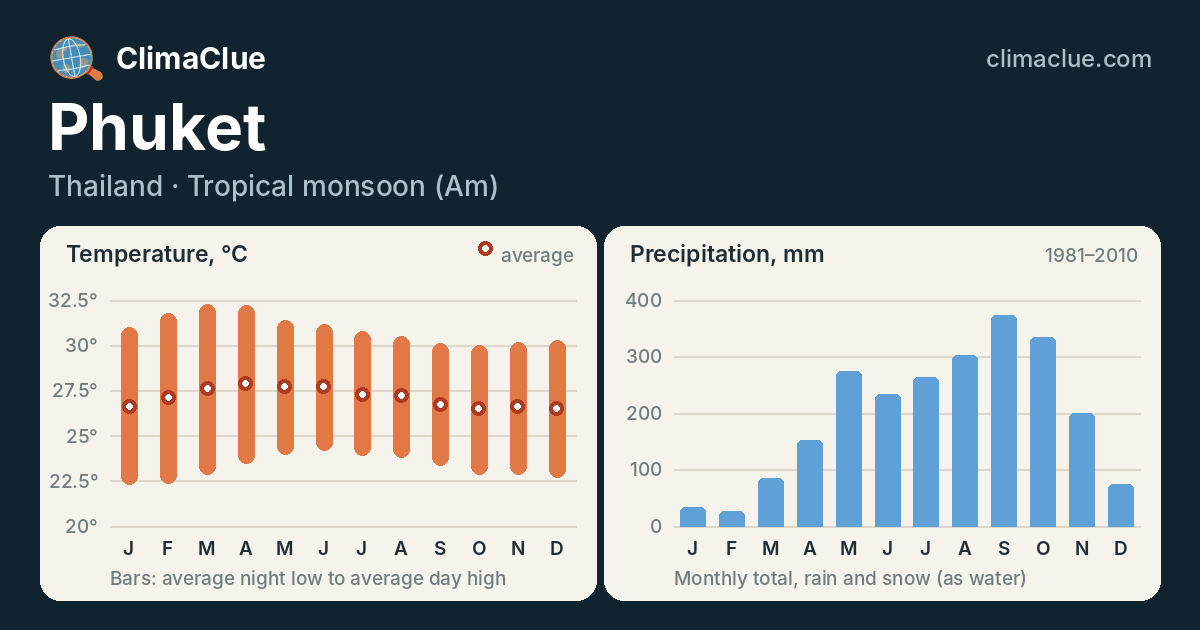 ClimaClue
climaclue.com
Phuket
Thailand · Tropical monsoon (Am)
Temperature, °C
average
32.5°
30°
27.5°
25°
22.5°
20°
J F M A M J J A S O N D
Bars: average night low to average day high
Precipitation, mm
1981–2010
400
300
200
100
0
J F M A M J J A S O N D
Monthly total, rain and snow (as water)